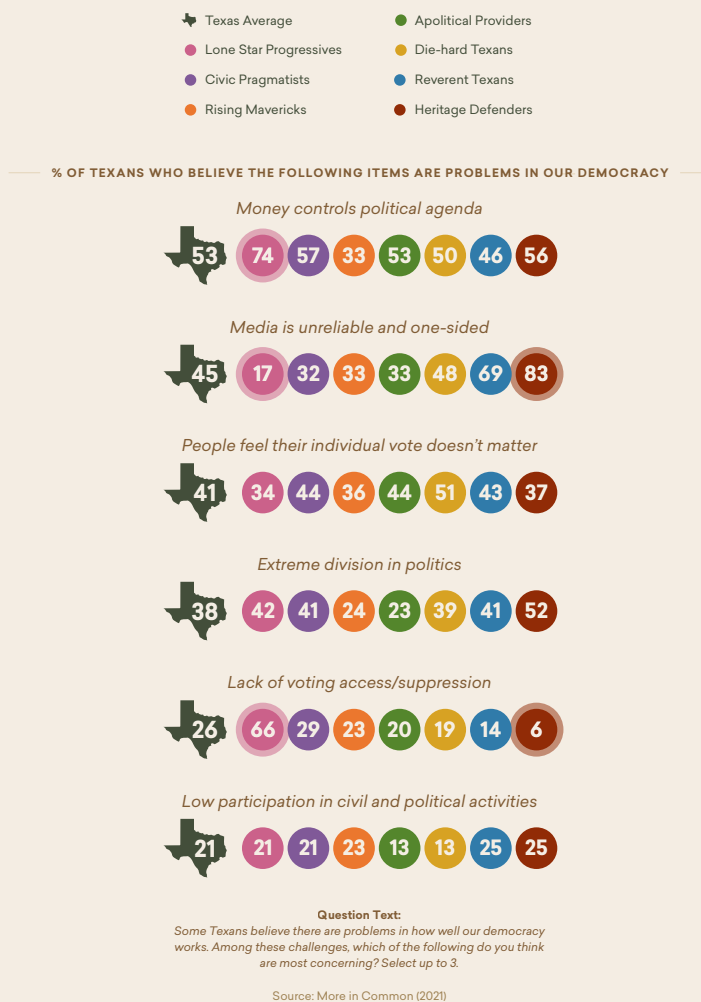 Texas Average
Apolitical Providers
Lone Star Progressives
Die-hard Texans
Civic Pragmatists
Reverent Texans
Rising Mavericks
Heritage Defenders
% OF TEXANS WHO BELIEVE THE FOLLOWING ITEMS ARE PROBLEMS IN OUR DEMOCRACY
Money controls political agenda
53 74 57 33 53 50 46 56
Media is unreliable and one-sided
45 17 32 33 33 48 69 83
People feel their individual vote doesn't matter
41 34 44 36 44 51 43 37
Extreme division in politics
38 42 41 24 23 39 41 52
Lack of voting access/suppression
26 66 29 23 20 19 14 6
Low participation in civil and political activities
21 21 21 23 13 13 25 25
Question Text:
Some Texans believe there are problems in how well our democracy
works. Among these challenges, which of the following do you think
are most concerning? Select up to 3.
Source: More in Common (2021)